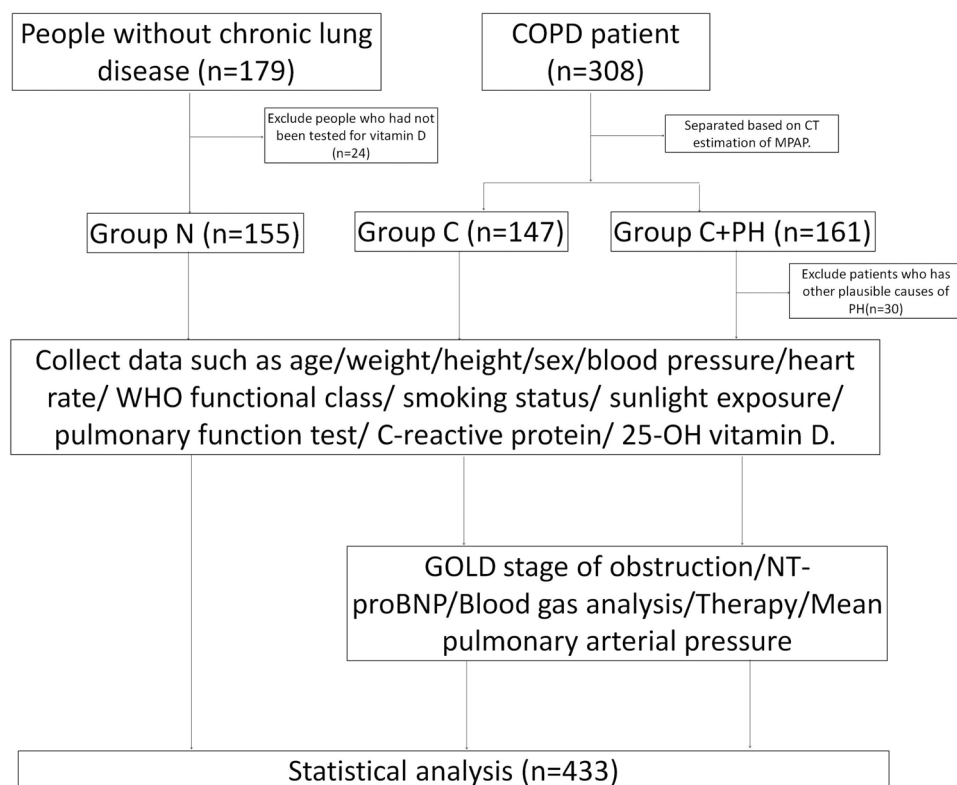 People without chronic lung
disease (n=179)
COPD patient
(n=308)
Exclude people who had not
been tested for vitamin D
(n=24)
Separated based on CT
estimation of MPAP.
Group N (n=155)
Group C (n=147)
Group C+PH (n=161)
Exclude patients who has
other plausible causes of
PH(n=30)
Collect data such as age/weight/height/sex/blood pressure/heart
rate/ WHO functional class/ smoking status/ sunlight exposure/
pulmonary function test/ C-reactive protein/ 25-OH vitamin D.
GOLD stage of obstruction/NT-
proBNP/Blood gas analysis/Therapy/Mean
pulmonary arterial pressure
Statistical analysis (n=433)